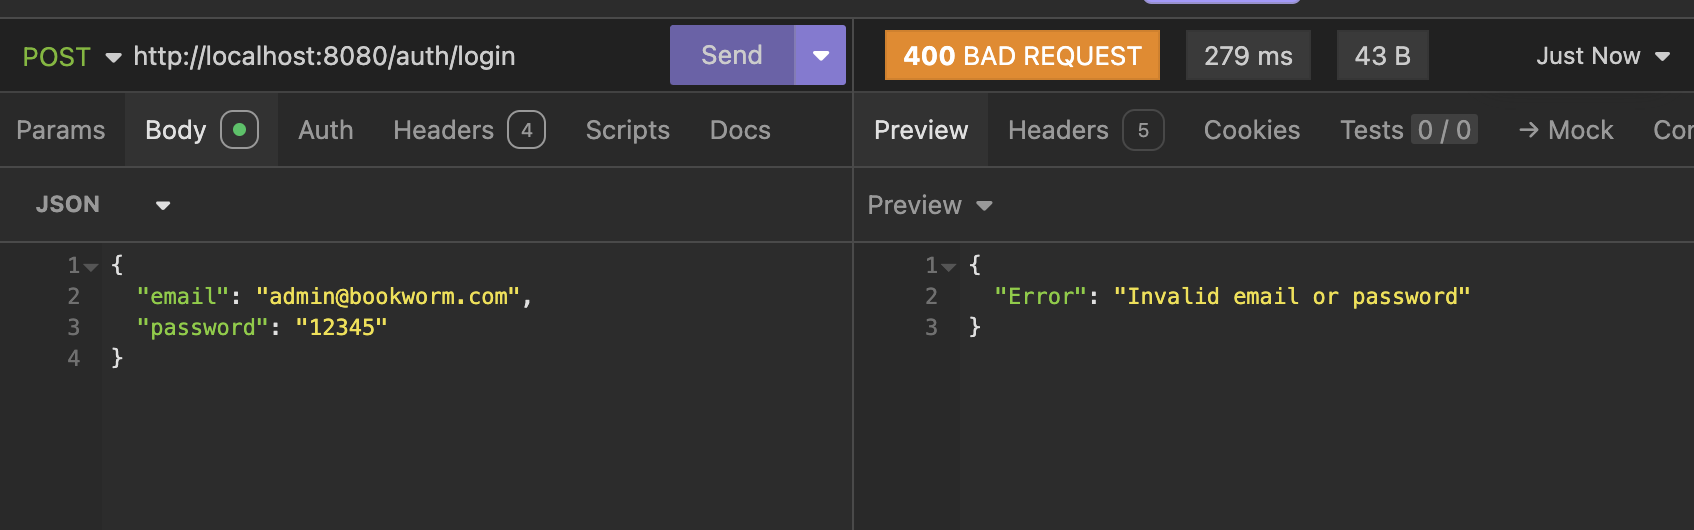 POST http://localhost:8080/auth/login Send
400 BAD REQUEST 279 ms 43 B Just Now
Params Body Auth Headers 4 Scripts Docs
Preview Headers 5 Cookies Tests 0 / 0 → Mock
JSON
Preview
1 {
2 "email": "admin@bookworm.com",
3 "password": "12345"
4 }
1 {
2 "Error": "Invalid email or password"
3 }